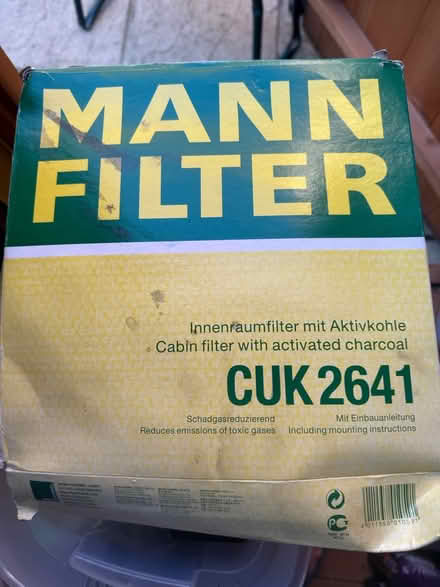 MANN
FILTER
Innenraumfilter mit Aktivkohle
Cabin filter with activated charcoal
CUK 2641
Schadgasreduzierend
Reduces emissions of toxic gases
Mit Einbauanleitung
Including mounting instructions